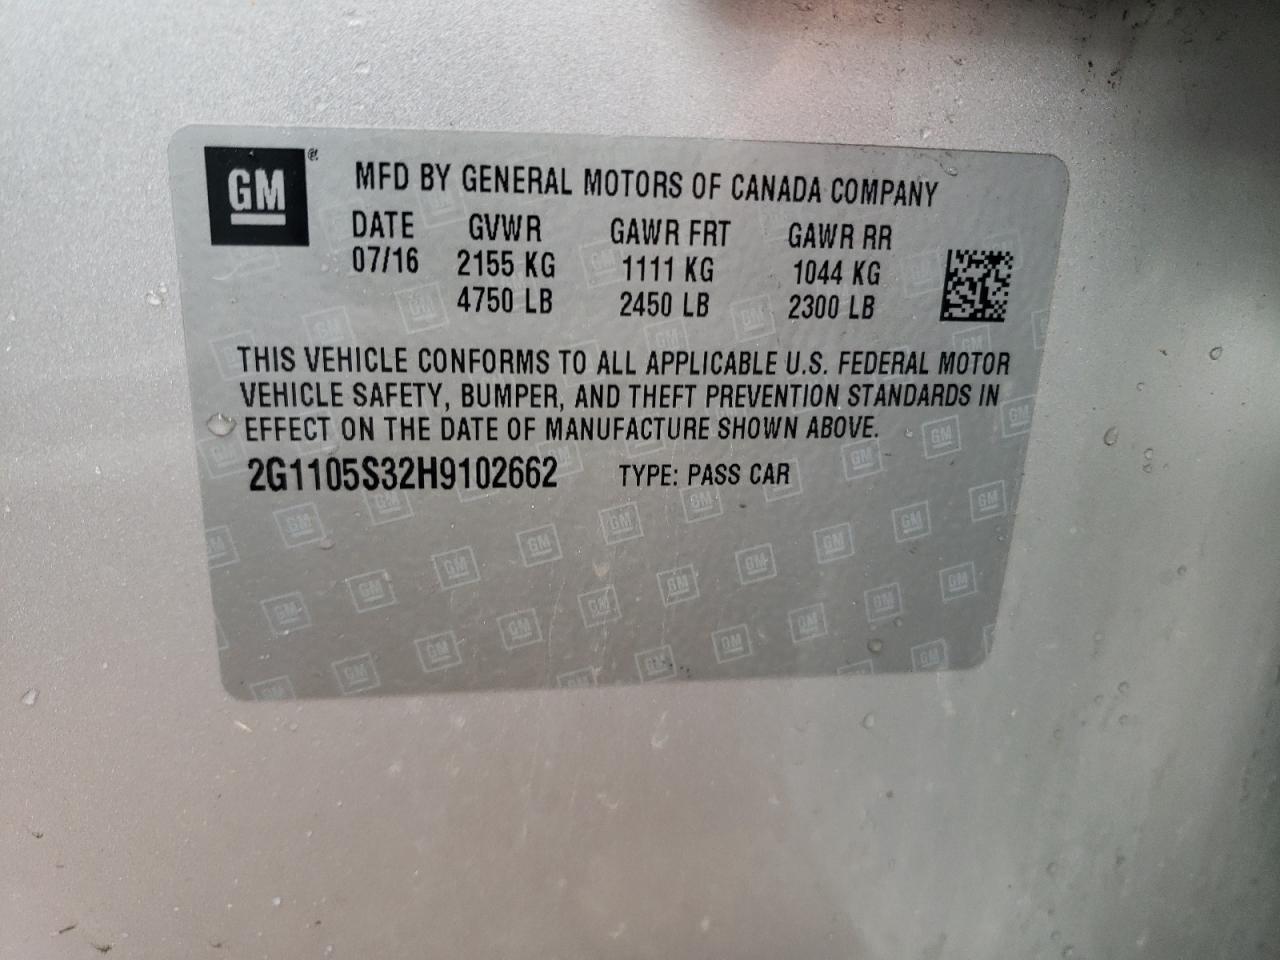 GM
MFD BY GENERAL MOTORS OF CANADA COMPANY
DATE GVWR GAWR FRT GAWR RR
07/16 2155 KG 1111 KG 1044 KG
4750 LB 2450 LB 2300 LB
THIS VEHICLE CONFORMS TO ALL APPLICABLE U.S. FEDERAL MOTOR
VEHICLE SAFETY, BUMPER, AND THEFT PREVENTION STANDARDS IN
EFFECT ON THE DATE OF MANUFACTURE SHOWN ABOVE.
2G1105S32H9102662 TYPE: PASS CAR